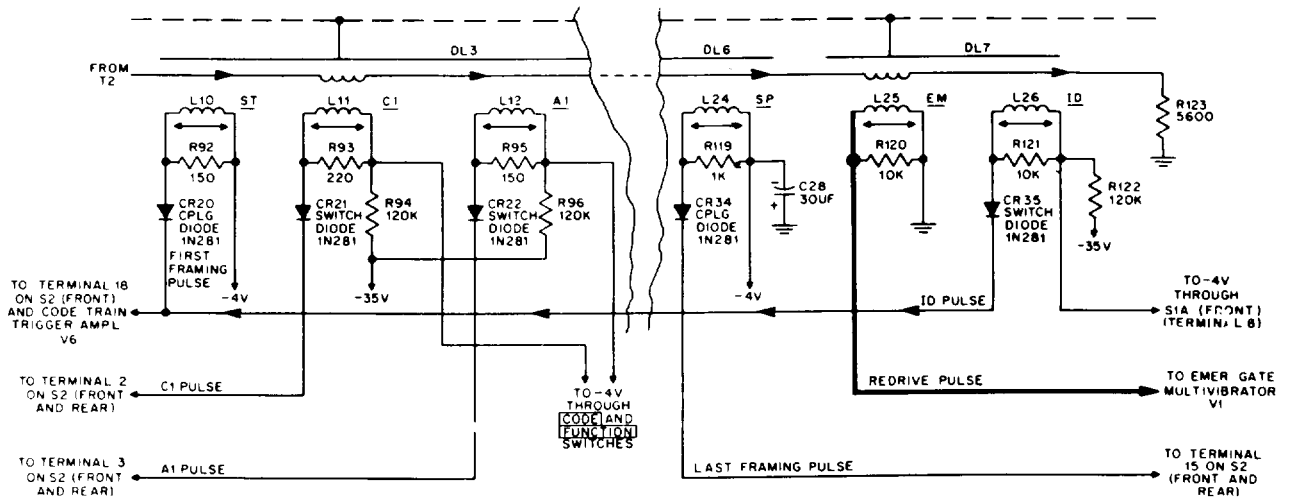 DL3
DL6
DL7
FROM
T2
L10
ST
L11
C1
L12
A1
L24
SP
L25
EM
L26
ID
R123
5600
R92
150
R93
220
R95
150
R119
1K
R120
10K
R121
10K
CR20
CPLG
DIODE
1N281
CR21
SWITCH
DIODE
1N281
R94
120K
CR22
SWITCH
DIODE
1N281
R96
120K
CR34
CPLG
DIODE
1N281
-
+
C28
30UF
CR35
SWITCH
DIODE
1N281
R122
120K
-35V
FIRST
FRAMING
PULSE
-4V
-35V
-4V
TO TERMINAL 18
ON S2 (FRONT)
AND CODE TRAIN
TRIGGER AMPL
V6
ID PULSE
TO-4V
THROUGH
S1A (FRONT)
(TERMINAL 8)
TO TERMINAL 2
ON S2 (FRONT
AND REAR)
C1 PULSE
TO-4V
THROUGH
CODE AND
FUNCTION
SWITCHES
REDRIVE PULSE
TO EMER GATE
MULTIVIBRATOR
V1
TO TERMINAL 3
ON S2 (FRONT
AND REAR)
A1 PULSE
LAST FRAMING PULSE
TO TERMINAL
15 ON S2
(FRONT AND
REAR)